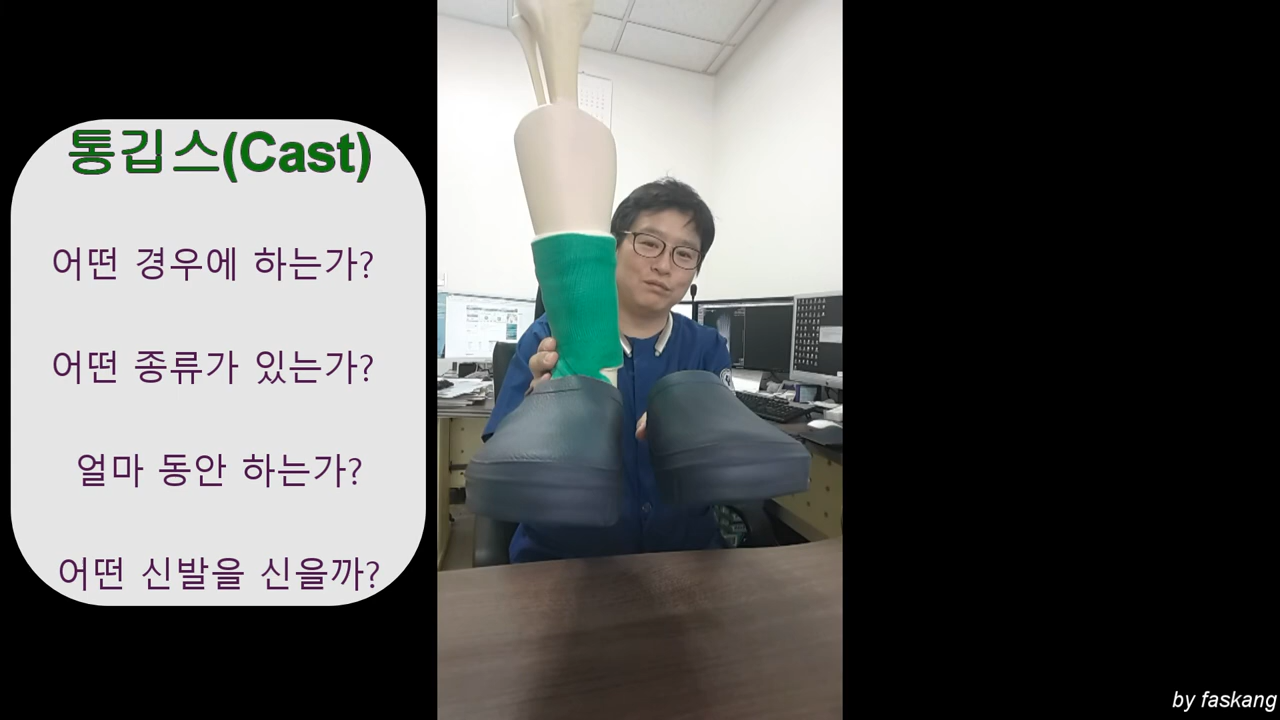 통깁스(Cast)
어떤 경우에 하는가?
어떤 종류가 있는가?
얼마 동안 하는가?
어떤 신발을 신을까?
by faskang